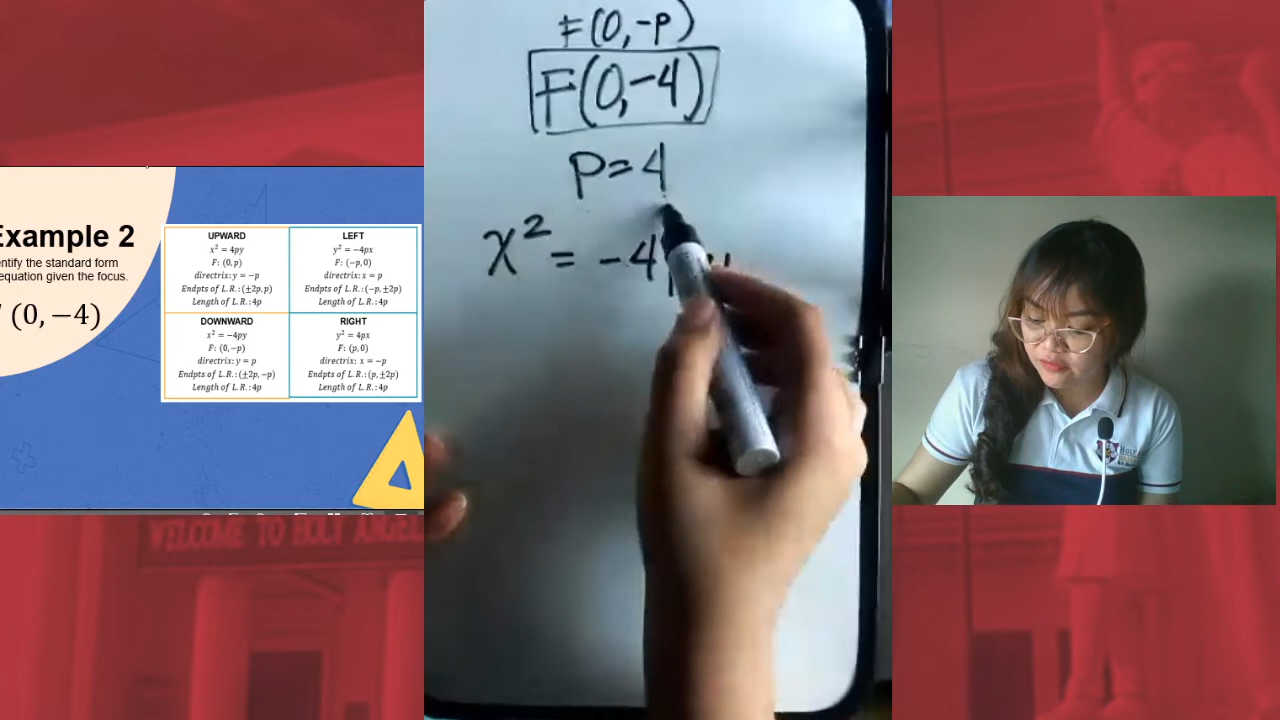 Example 2
entify the standard form
equation given the focus.
(0, −4)
UPWARD
x² = 4py
F: (0, p)
directrix: y = −p
Endpts of L.R.: (±2p, p)
Length of L.R.: 4p
LEFT
y² = −4px
F: (−p, 0)
directrix: x = p
Endpts of L.R.: (−p, ±2p)
Length of L.R.: 4p
DOWNWARD
x² = −4py
F: (0, −p)
directrix: y = p
Endpts of L.R.: (±2p, −p)
Length of L.R.: 4p
RIGHT
y² = 4px
F: (p, 0)
directrix: x = −p
Endpts of L.R.: (p, ±2p)
Length of L.R.: 4p
F(0,-p)
F(0,-4)
P=4
x² = -4
WELCOME TO HOLY ANGEL
HOLY